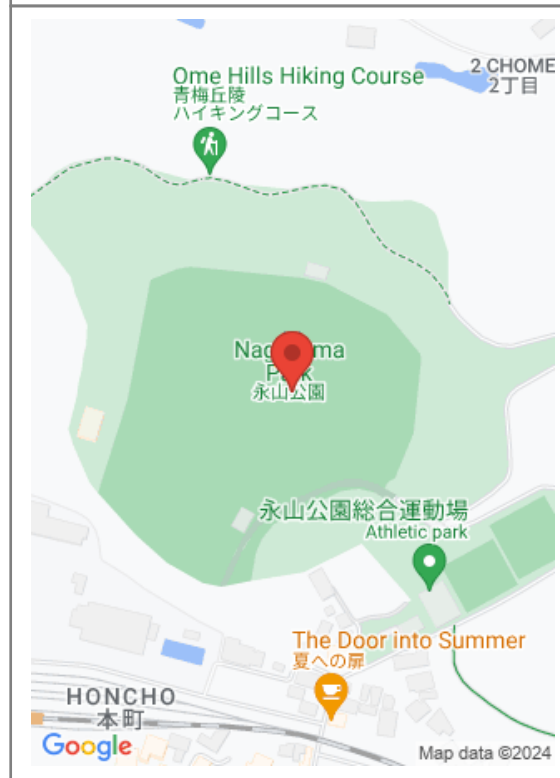 2 CHOME
2丁目
Ome Hills Hiking Course
青梅丘陵
ハイキングコース
Park
永山公園
永山公園総合運動場
Athletic park
The Door into Summer
夏への扉
HONCHO
本町
Google
Map data ©2024